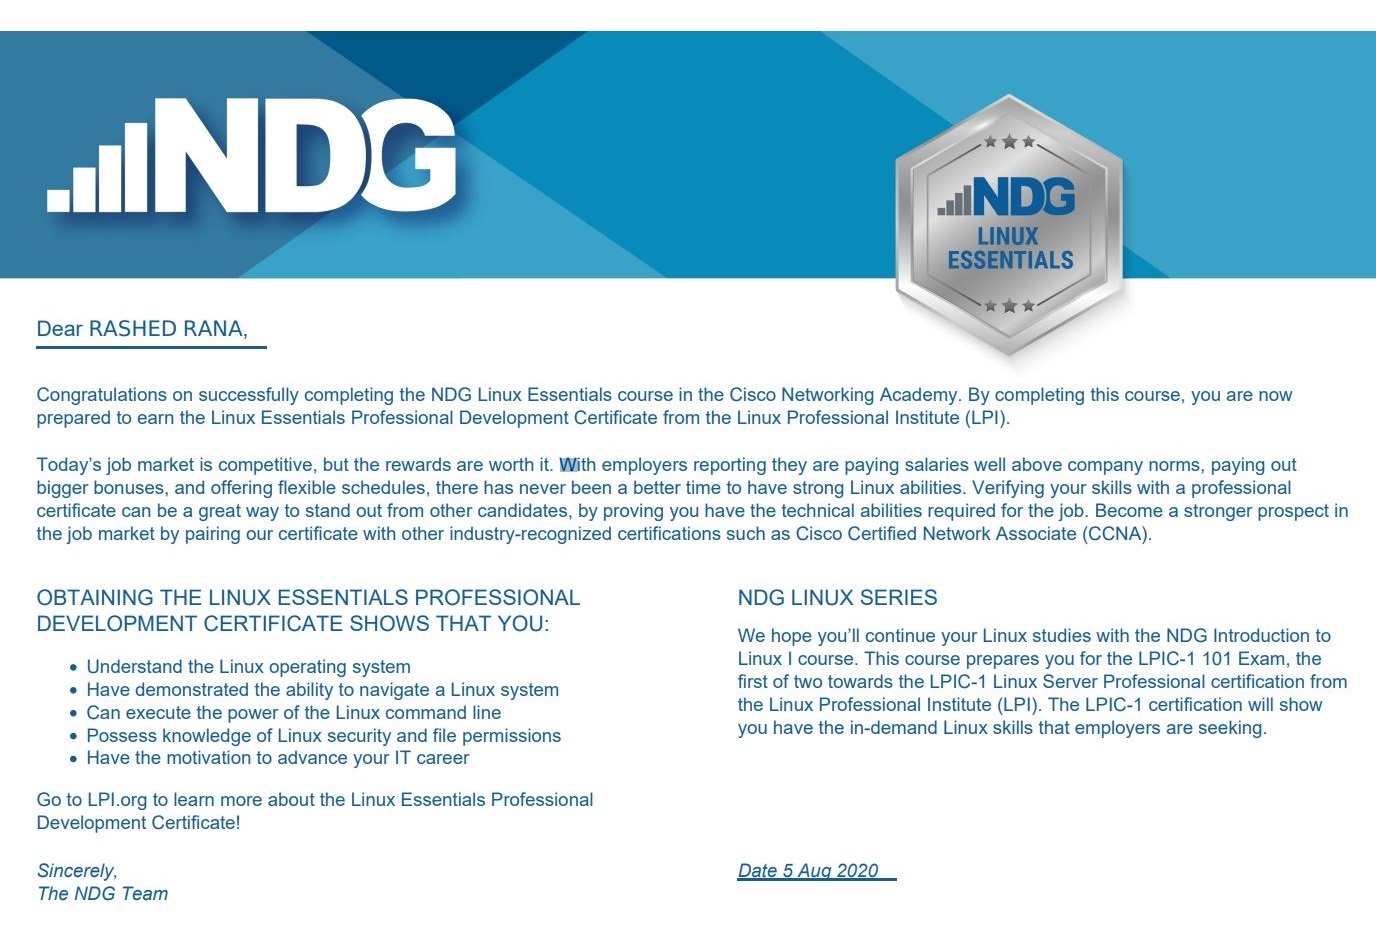 NDG
NDG
LINUX
ESSENTIALS
Dear RASHED RANA,
Congratulations on successfully completing the NDG Linux Essentials course in the Cisco Networking Academy. By completing this course, you are now
prepared to earn the Linux Essentials Professional Development Certificate from the Linux Professional Institute (LPI).
Today’s job market is competitive, but the rewards are worth it. With employers reporting they are paying salaries well above company norms, paying out
bigger bonuses, and offering flexible schedules, there has never been a better time to have strong Linux abilities. Verifying your skills with a professional
certificate can be a great way to stand out from other candidates, by proving you have the technical abilities required for the job. Become a stronger prospect in
the job market by pairing our certificate with other industry-recognized certifications such as Cisco Certified Network Associate (CCNA).
OBTAINING THE LINUX ESSENTIALS PROFESSIONAL
DEVELOPMENT CERTIFICATE SHOWS THAT YOU:
• Understand the Linux operating system
• Have demonstrated the ability to navigate a Linux system
• Can execute the power of the Linux command line
• Possess knowledge of Linux security and file permissions
• Have the motivation to advance your IT career
Go to LPI.org to learn more about the Linux Essentials Professional
Development Certificate!
Sincerely,
The NDG Team
NDG LINUX SERIES
We hope you’ll continue your Linux studies with the NDG Introduction to
Linux I course. This course prepares you for the LPIC-1 101 Exam, the
first of two towards the LPIC-1 Linux Server Professional certification from
the Linux Professional Institute (LPI). The LPIC-1 certification will show
you have the in-demand Linux skills that employers are seeking.
Date 5 Aug 2020